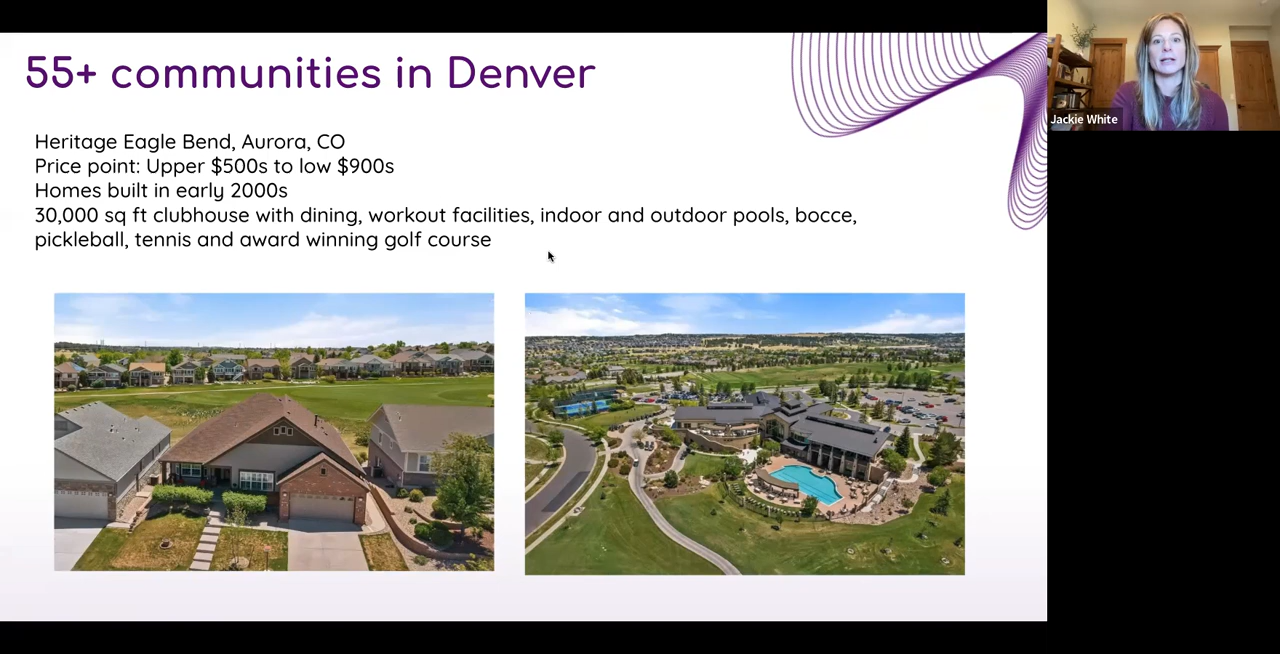 55+ communities in Denver
Heritage Eagle Bend, Aurora, CO
Price point: Upper $500s to low $900s
Homes built in early 2000s
30,000 sq ft clubhouse with dining, workout facilities, indoor and outdoor pools, bocce,
pickleball, tennis and award winning golf course
Jackie White